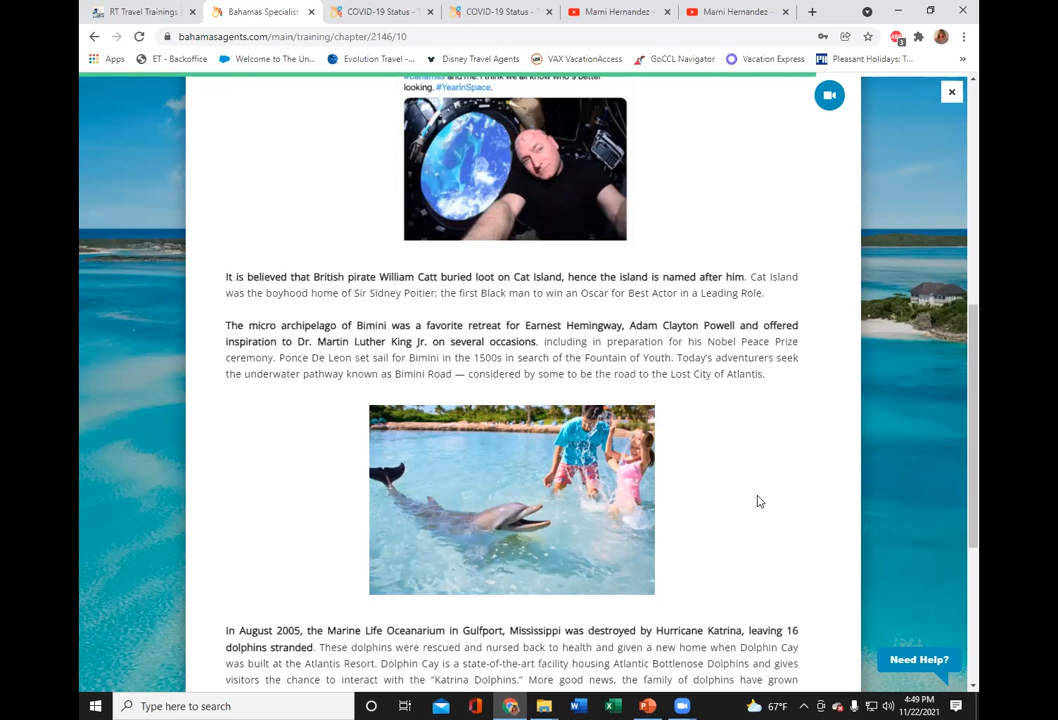 RT Travel Trainings
Bahamas Specialist
COVID-19 Status -
COVID-19 Status -
Marni Hernandez -
Marni Hernandez -
bahamasagents.com/main/training/chapter/2146/10
Apps
ET - Backoffice
Welcome to The Un...
Evolution Travel -...
Disney Travel Agents
VAX VacationAccess
GoCCL Navigator
Vacation Express
Pleasant Holidays: T...
»
#Bahamas and me. I think we all know who's better
looking. #YearInSpace.
It is believed that British pirate William Catt buried loot on Cat Island, hence the island is named after him. Cat Island
was the boyhood home of Sir Sidney Poitier; the first Black man to win an Oscar for Best Actor in a Leading Role.
The micro archipelago of Bimini was a favorite retreat for Earnest Hemingway, Adam Clayton Powell and offered
inspiration to Dr. Martin Luther King Jr. on several occasions. including in preparation for his Nobel Peace Prize
ceremony. Ponce De Leon set sail for Bimini in the 1500s in search of the Fountain of Youth. Today's adventurers seek
the underwater pathway known as Bimini Road — considered by some to be the road to the Lost City of Atlantis.
In August 2005, the Marine Life Oceanarium in Gulfport, Mississippi was destroyed by Hurricane Katrina, leaving 16
dolphins stranded. These dolphins were rescued and nursed back to health and given a new home when Dolphin Cay
was built at the Atlantis Resort. Dolphin Cay is a state-of-the-art facility housing Atlantic Bottlenose Dolphins and gives
visitors the chance to interact with the "Katrina Dolphins." More good news, the family of dolphins have grown
Need Help?
Type here to search
67°F
4:49 PM
11/22/2021